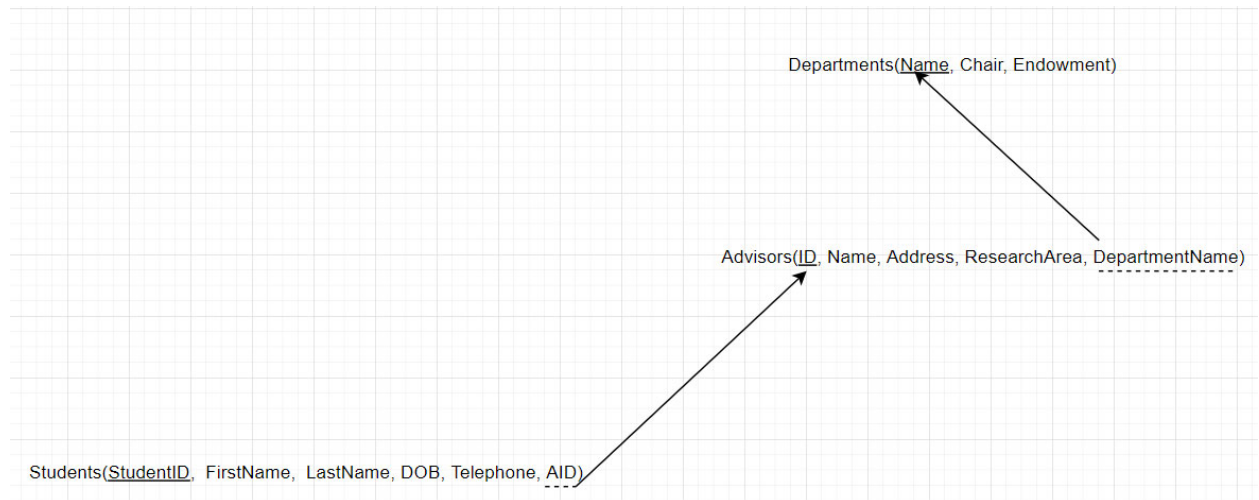 Departments(Name, Chair, Endowment)
Advisors(ID, Name, Address, ResearchArea, DepartmentName)
Students(StudentID, FirstName, LastName, DOB, Telephone, AID)